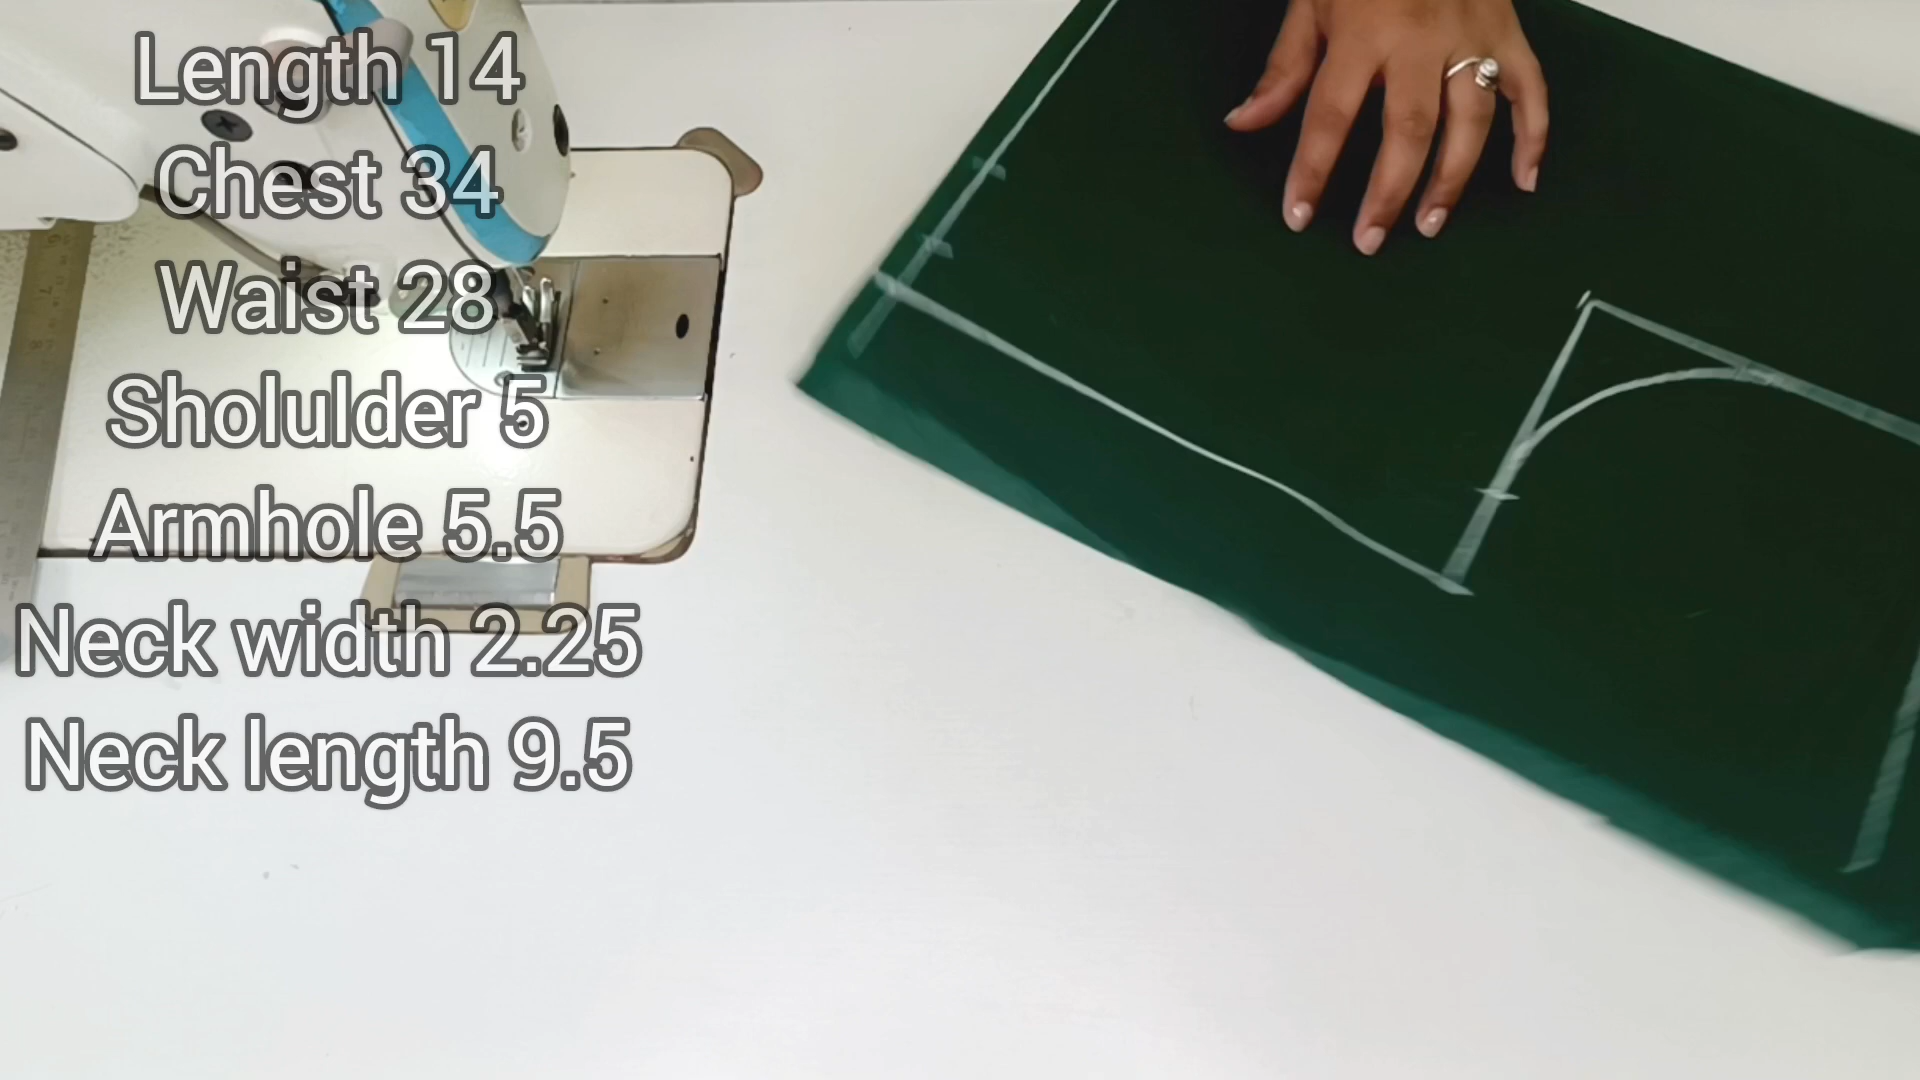 Length 14
Chest 34
Waist 28
Sholulder 5
Armhole 5.5
Neck width 2.25
Neck length 9.5